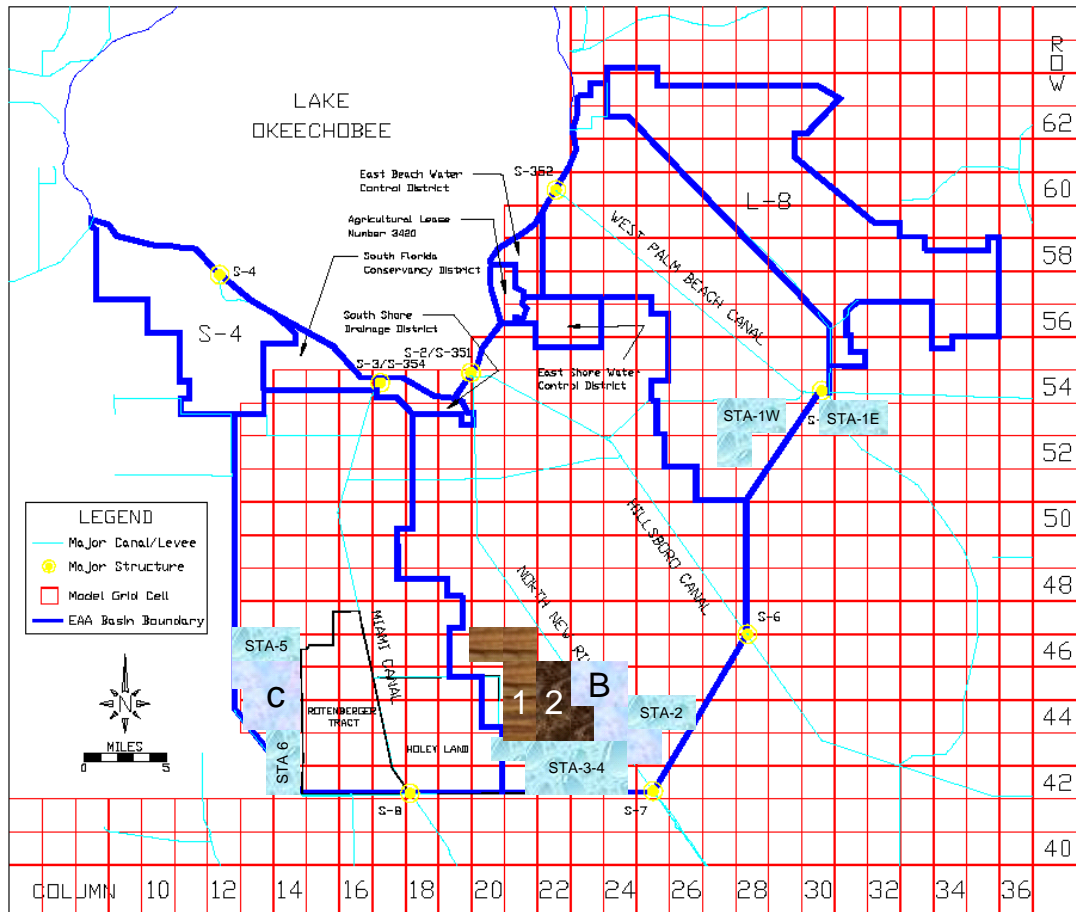 LAKE
OKEECHOBEE
ROW
62
60
58
56
54
52
50
48
46
44
42
40
S-352
East Beach Water
Control District
Agricultural Lease
Number 3420
South Florida
Conservancy District
South Shore
Drainage District
L-8
WEST PALM BEACH CANAL
S-4
S-4
S-2/S-351
S-3/S-354
East Shore Water
Control District
STA-1W
S-
STA-1E
HILLSBORO CANAL
NORTH NEW RI
MIAMI CANAL
S-6
LEGEND
Major Canal/Levee
Major Structure
Model Grid Cell
EAA Basin Boundary
N
MILES
0 5
STA-5
C
ROTENBERGER
TRACT
STA 6
HOLEY LAND
1
2
B
STA-2
STA-3-4
S-8
S-7
COLUMN 10 12 14 16 18 20 22 24 26 28 30 32 34 36